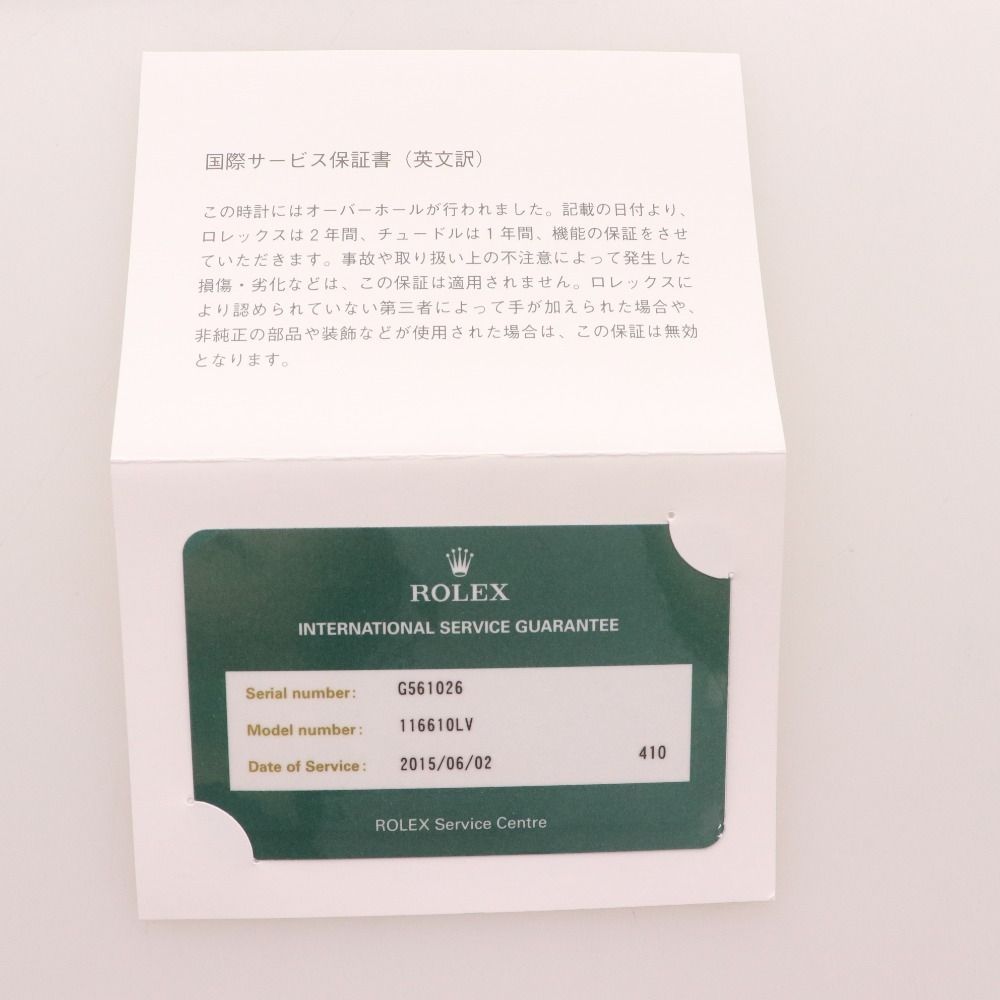 国際サービス保証書（英文訳）
この時計にはオーバーホールが行われました。記載の日付より、
ロレックスは２年間、チュードルは１年間、機能の保証をさせ
ていただきます。事故や取り扱い上の不注意によって発生した
損傷・劣化などは、この保証は適用されません。ロレックスに
より認められていない第三者によって手が加えられた場合や、
非純正の部品や装飾などが使用された場合は、この保証は無効
となります。
ROLEX
INTERNATIONAL SERVICE GUARANTEE
Serial number: G561026
Model number: 116610LV
Date of Service: 2015/06/02 410
ROLEX Service Centre